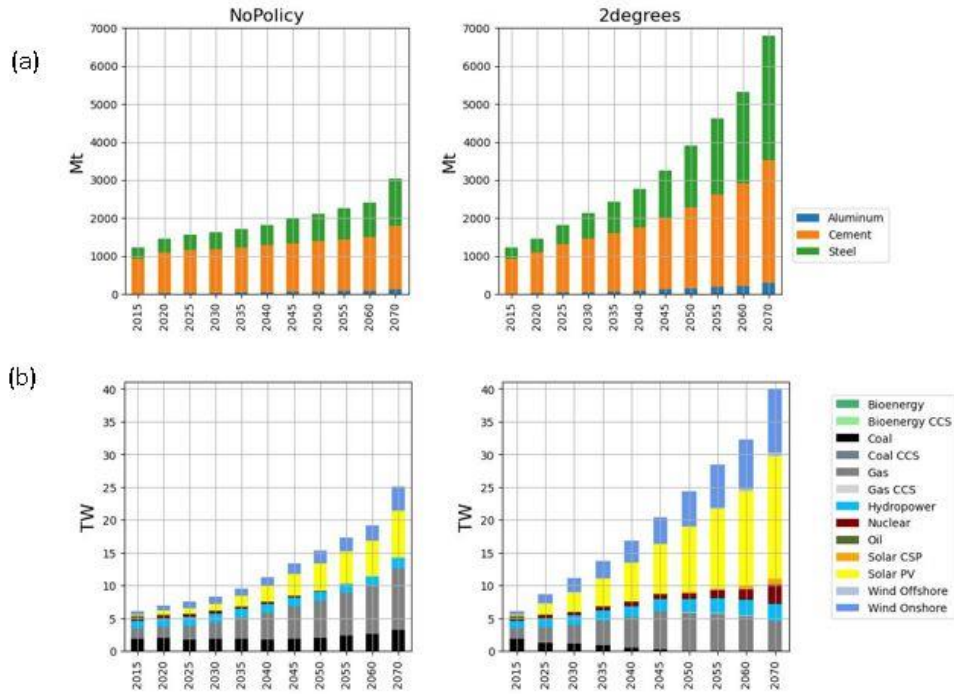 NoPolicy
2degrees
(a)
7000
6000
5000
4000
3000
2000
1000
0
Mt
2015 2020 2025 2030 2035 2040 2045 2050 2055 2060 2070
7000
6000
5000
4000
3000
2000
1000
0
Mt
2015 2020 2025 2030 2035 2040 2045 2050 2055 2060 2070
Aluminum
Cement
Steel
(b)
40
35
30
25
20
15
10
5
0
TW
2015 2020 2025 2030 2035 2040 2045 2050 2055 2060 2070
40
35
30
25
20
15
10
5
0
TW
2015 2025 2030 2035 2040 2045 2050 2055 2060 2070
Bioenergy
Bioenergy CCS
Coal
Coal CCS
Gas
Gas CCS
Hydropower
Nuclear
Oil
Solar CSP
Solar PV
Wind Offshore
Wind Onshore